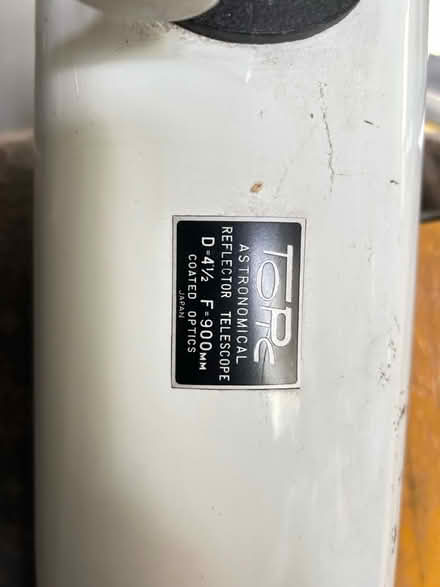 TOPIC
ASTRONOMICAL
REFLECTOR TELESCOPE
D=4½ F=900MM
COATED OPTICS
JAPAN